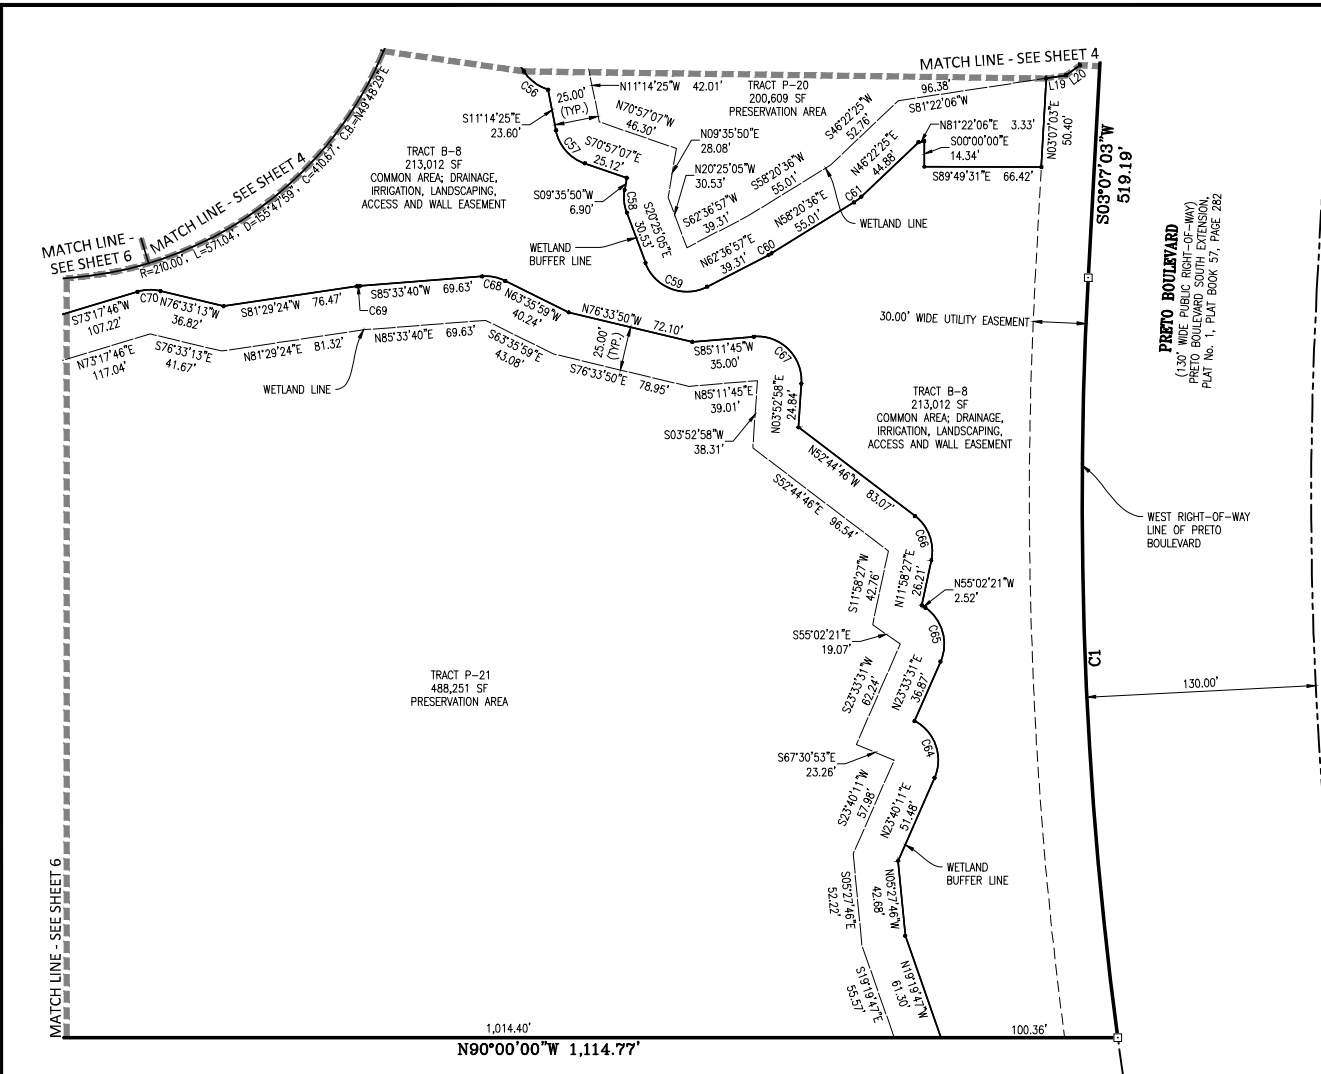 MATCH LINE - SEE SHEET 4
MATCH LINE - SEE SHEET 4
R=210.00', L=571.04', D=155°47'59", C=410.67', C.B.=N49°48'29"E
MATCH LINE -
SEE SHEET 6
C56
S11°14'25"E
23.60'
25.00'
(TYP.)
N11°14'25"W 42.01'
TRACT P-20
200,609 SF
PRESERVATION AREA
N70°57'07"W
46.30'
S70°57'07"E
25.12'
C57
N09°35'50"E
28.08'
N20°25'05"W
30.53'
S09°35'50"W
6.90'
C58
S20°25'05"E
30.53'
S62°36'57"W
39.31'
S58°20'36"W
55.01'
S46°22'25"W
52.76'
96.38'
S81°22'06"W
N81°22'06"E 3.33'
S00°00'00"E
14.34'
S89°49'31"E 66.42'
N46°22'25"E
44.88'
C61
N58°20'36"E
55.01'
C60
N62°36'57"E
39.31'
C59
WETLAND LINE
WETLAND
BUFFER LINE
L19
L20
N03°07'03"E
50.40'
S03°07'03"W
519.19'
TRACT B-8
213,012 SF
COMMON AREA; DRAINAGE,
IRRIGATION, LANDSCAPING,
ACCESS AND WALL EASEMENT
PRETO BOULEVARD
(130' WIDE PUBLIC RIGHT-OF-WAY)
PRETO BOULEVARD SOUTH EXTENSION,
PLAT No. 1, PLAT BOOK 57, PAGE 282
30.00' WIDE UTILITY EASEMENT
S73°17'46"W
107.22'
C70
N76°33'13"W
36.82'
S81°29'24"W 76.47'
C69
S85°33'40"W 69.63'
C68
N63°35'59"W
40.24'
N76°33'50"W 72.10'
25.00'
(TYP.)
S85°11'45"W
35.00'
C67
N03°52'58"E
24.84'
N73°17'46"E
117.04'
S76°33'13"E
41.67'
N81°29'24"E 81.32'
N85°33'40"E 69.63'
S63°35'59"E
43.08'
S76°33'50"E 78.95'
N85°11'45"E
39.01'
WETLAND LINE
S03°52'58"W
38.31'
TRACT B-8
213,012 SF
COMMON AREA; DRAINAGE,
IRRIGATION, LANDSCAPING,
ACCESS AND WALL EASEMENT
N52°44'46"W 83.07'
S52°44'46"E 96.54'
C66
WEST RIGHT-OF-WAY
LINE OF PRETO
BOULEVARD
S11°58'27"W
42.76'
N11°58'27"E
26.21'
N55°02'21"W
2.52'
S55°02'21"E
19.07'
C65
S23°33'31"W
62.24'
N23°33'31"E
36.87'
C1
130.00'
TRACT P-21
488,251 SF
PRESERVATION AREA
C64
S67°30'53"E
23.26'
S23°40'11"W
57.98'
N23°40'11"E
51.48'
WETLAND
BUFFER LINE
S05°27'46"E
52.22'
N05°27'46"W
42.68'
S19°19'47"E
55.57'
N19°19'47"W
61.30'
MATCH LINE - SEE SHEET 6
1,014.40'
100.36'
N90°00'00"W 1,114.77'